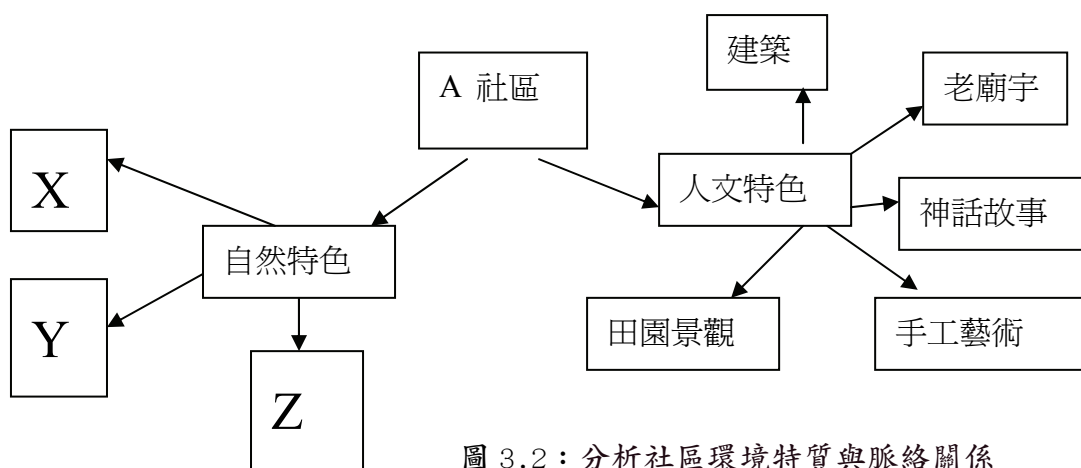 建築
A 社區
老廟宇
X
人文特色
神話故事
自然特色
Y
田園景觀
手工藝術
Z
圖 3.2：分析社區環境特質與脈絡關係